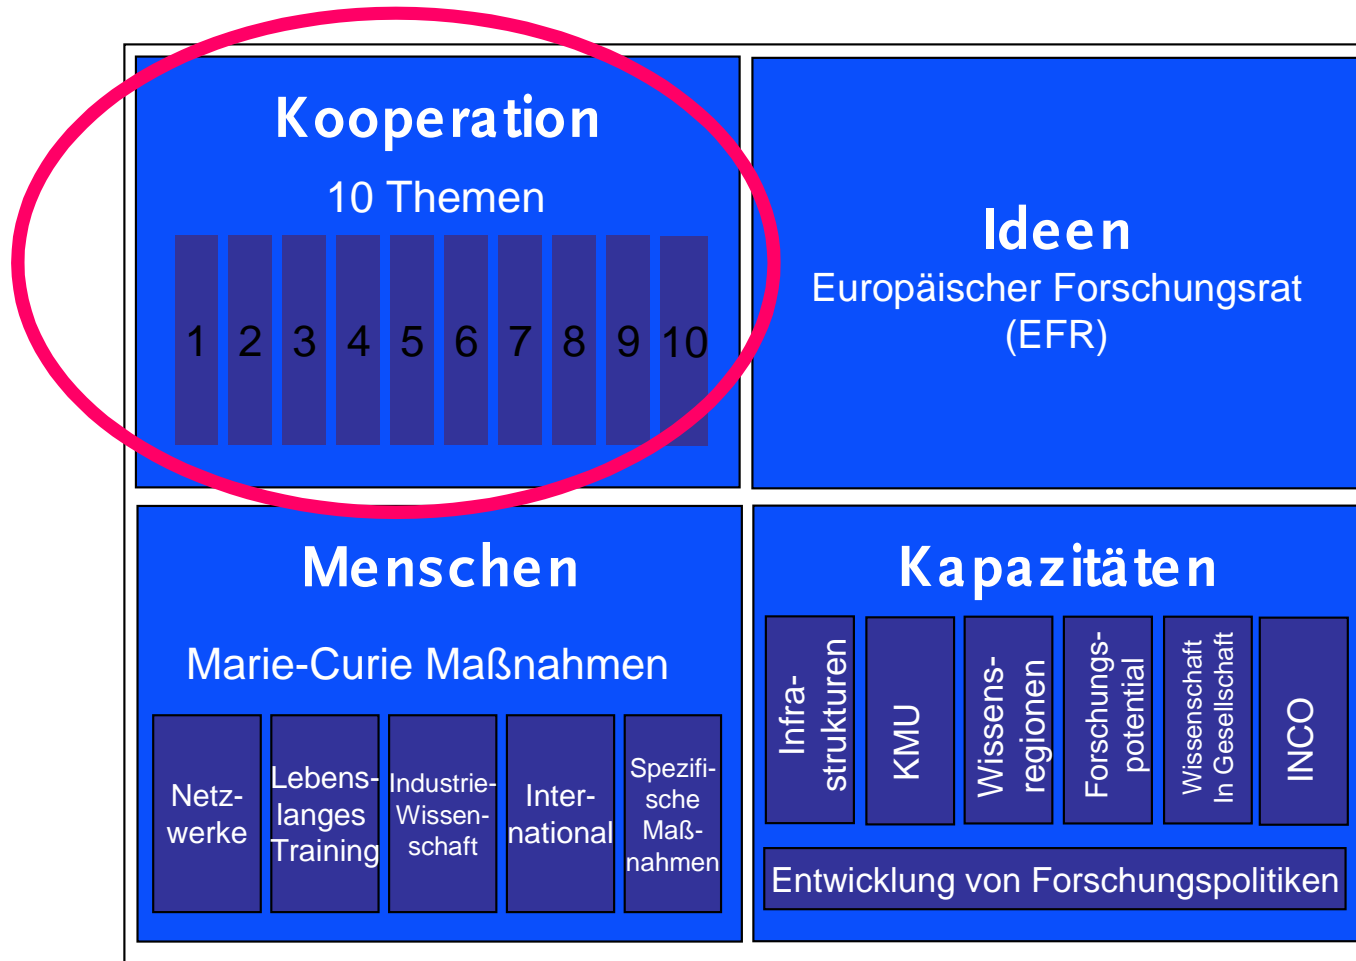 Kooperation
10 Themen
1 2 3 4 5 6 7 8 9 10
Ideen
Europäischer Forschungsrat
(EFR)
Menschen
Marie-Curie Maßnahmen
Netz-
werke
Lebens-
langes
Training
Industrie-
Wissen-
schaft
Inter-
national
Spezifi-
sche
Maß-
nahmen
Kapazitäten
Infra-
strukturen
KMU
Wissens-
regionen
Forschungs-
potential
Wissenschaft
In Gesellschaft
INCO
Entwicklung von Forschungspolitiken